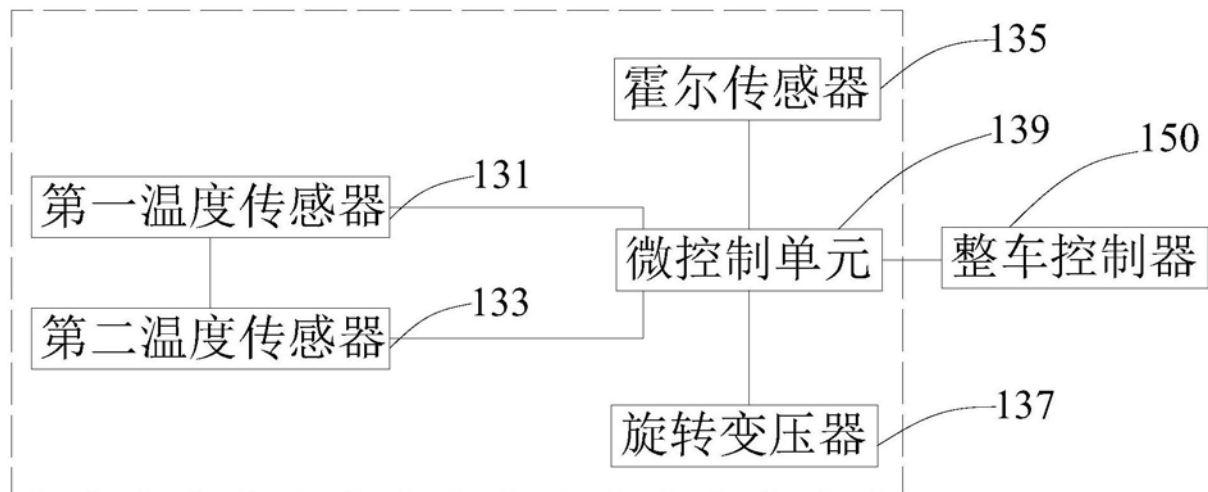 135
霍尔传感器
139
150
131
第一温度传感器
微控制单元
整车控制器
133
第二温度传感器
137
旋转变压器